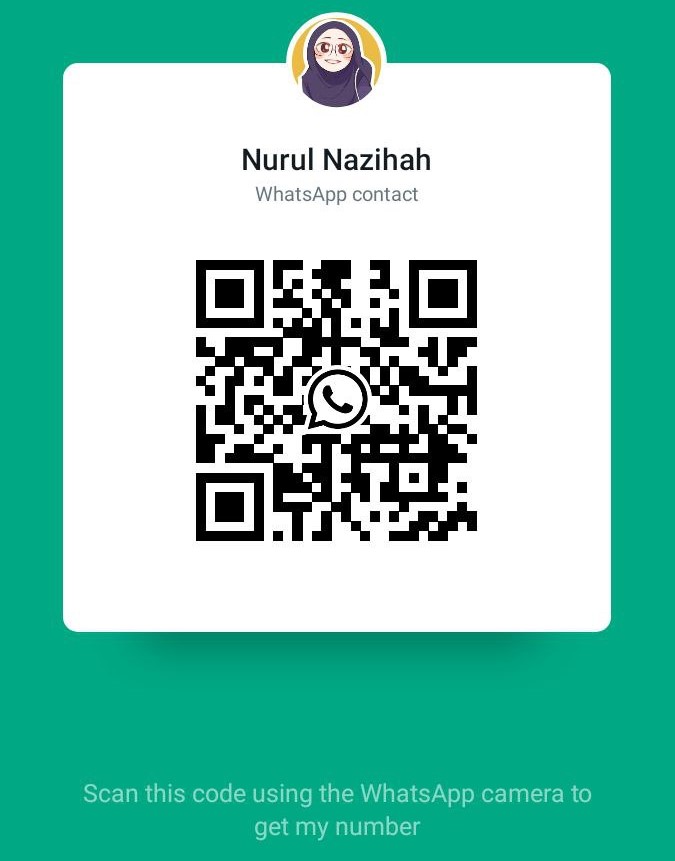 Nurul Nazihah
WhatsApp contact
Scan this code using the WhatsApp camera to
get my number